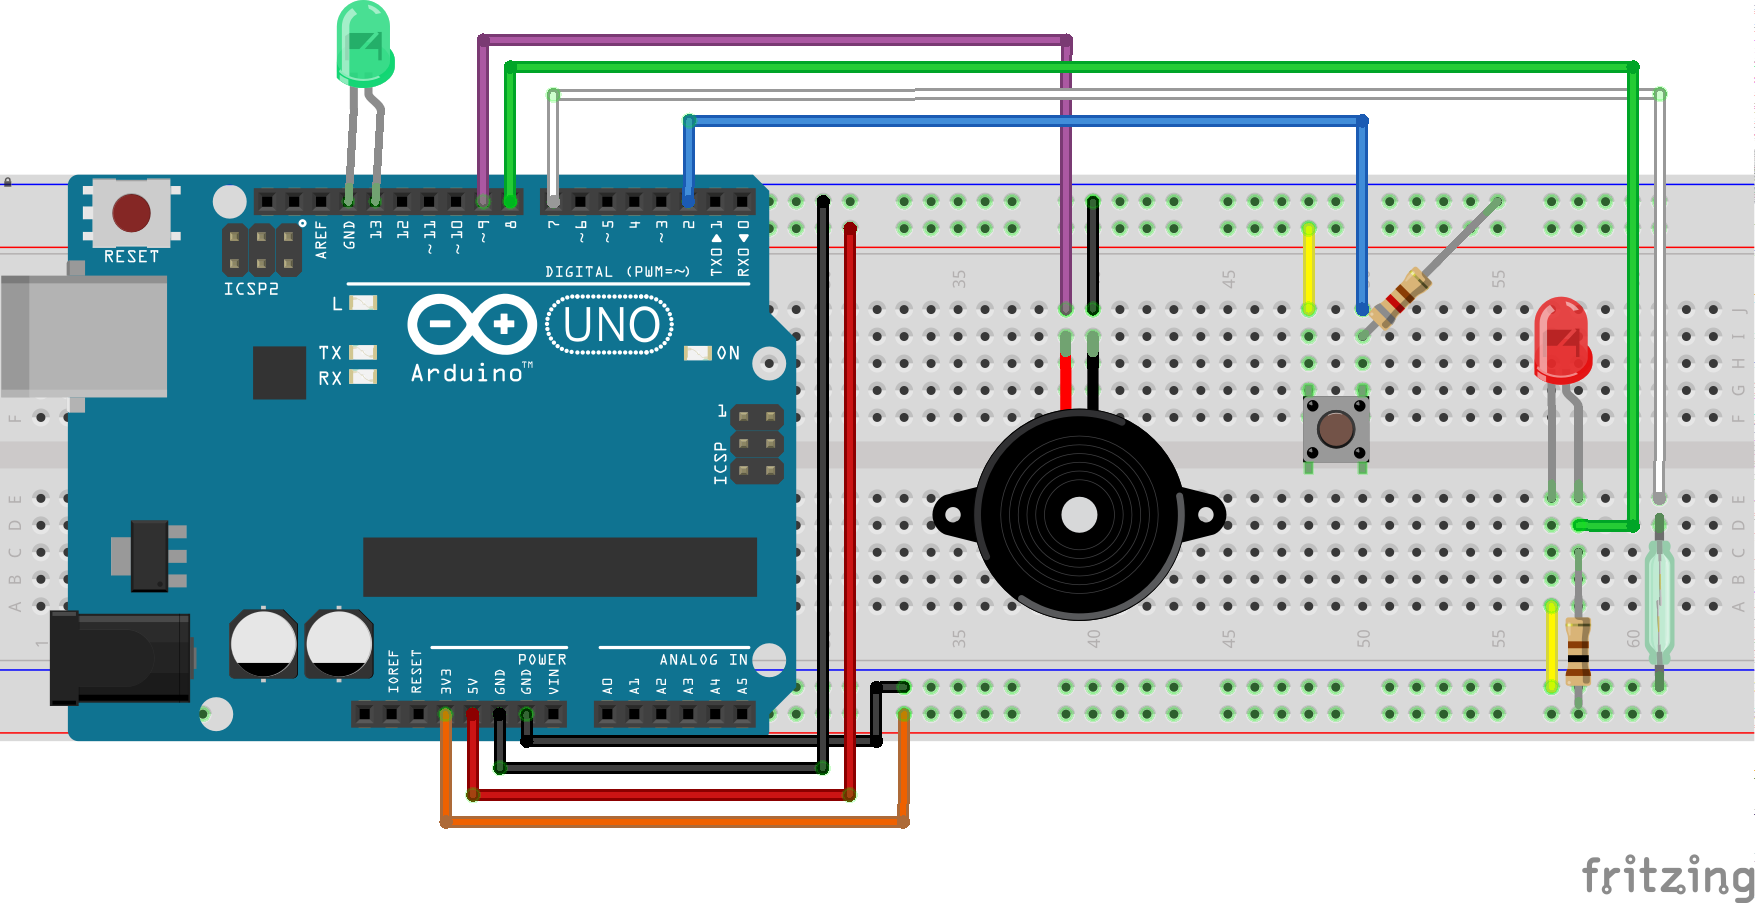 RESET
ICSP2
AREF
GND
13
12
~11
~10
~9
8
7
~6
~5
4
~3
2
TX0▶1
RX0◀0
DIGITAL (PWM=~)
L
TX
RX
UNO
Arduino™
ON
1
ICSP
IOREF
RESET
3V3
5V
GND
GND
VIN
POWER
ANALOG IN
A0
A1
A2
A3
A4
A5
35
45
55
J
I
H
G
F
F
E
D
C
B
A
E
D
C
B
A
1
35
40
45
50
55
60
fritzing